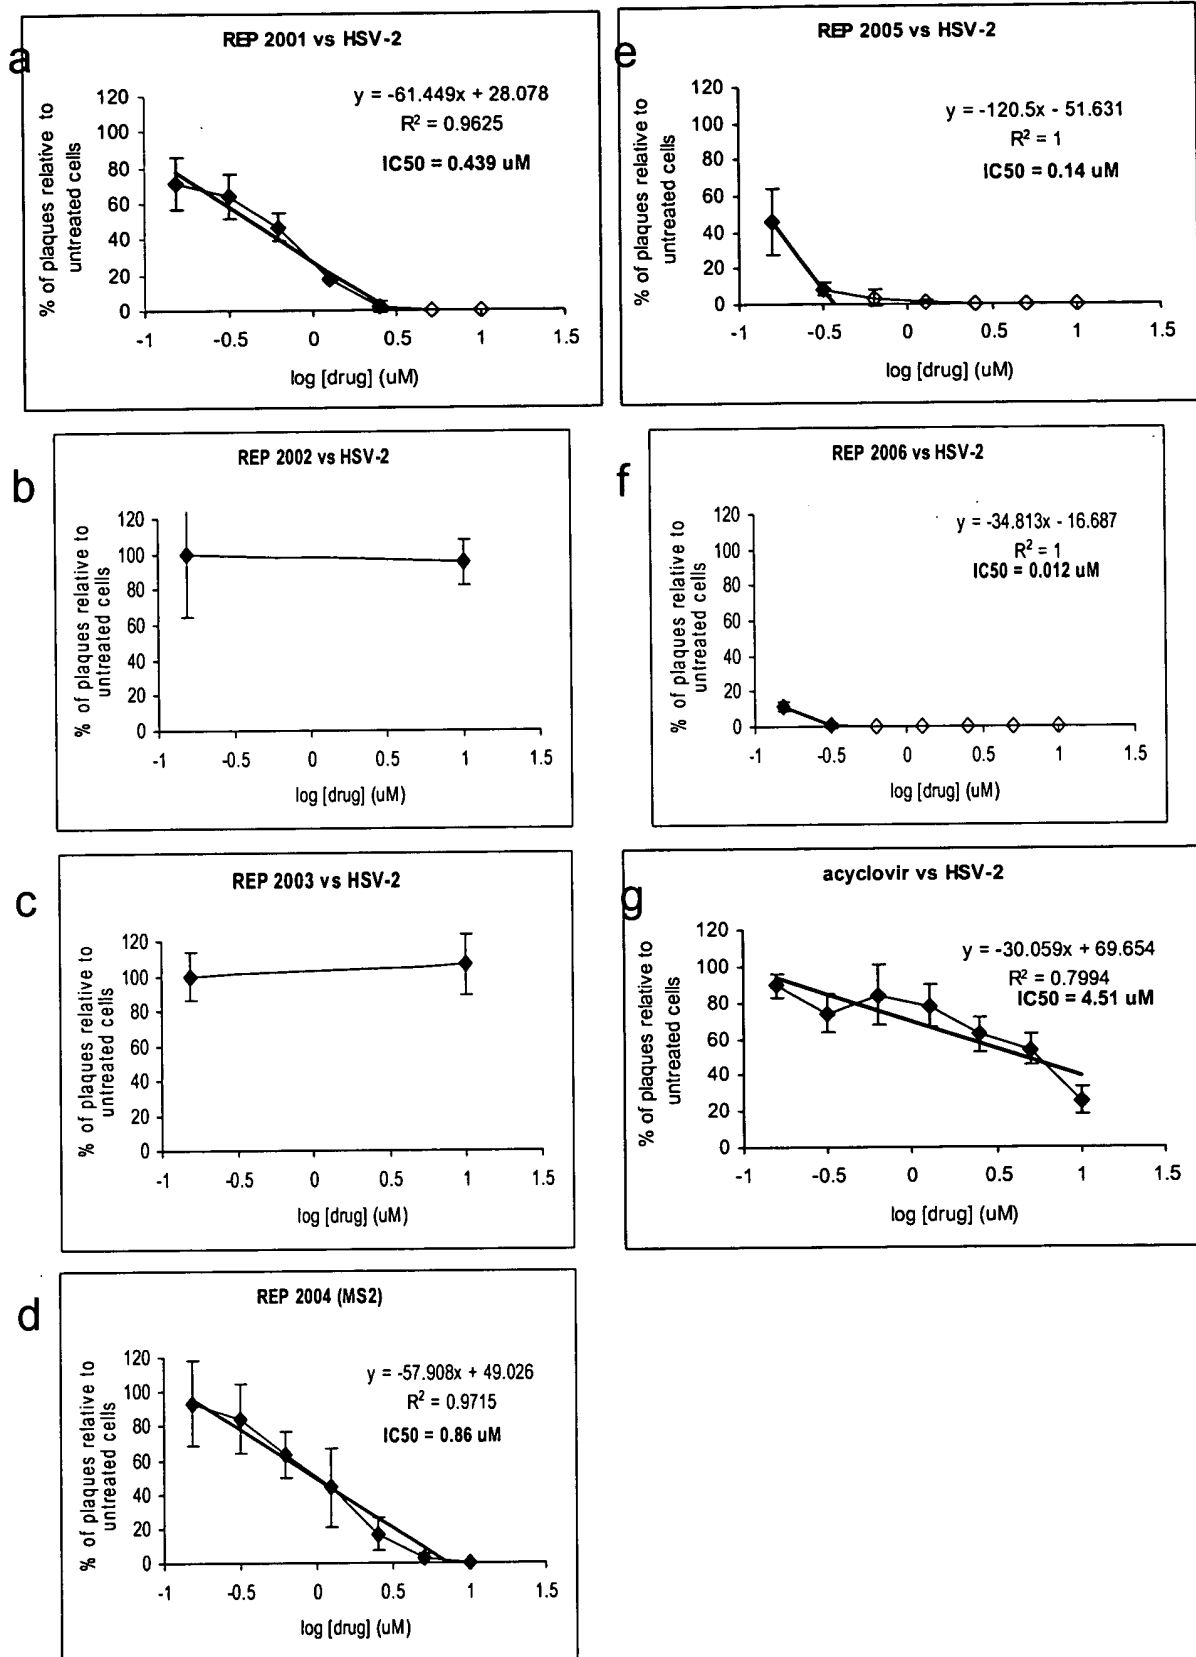 a
REP 2001 vs HSV-2
% of plaques relative to
untreated cells
120
100
80
60
40
20
0
y = -61.449x + 28.078
R² = 0.9625
IC50 = 0.439 uM
-1 -0.5 0 0.5 1 1.5
log [drug] (uM)
e
REP 2005 vs HSV-2
% of plaques relative to
untreated cells
120
100
80
60
40
20
0
y = -120.5x - 51.631
R² = 1
IC50 = 0.14 uM
-1 -0.5 0 0.5 1 1.5
log [drug] (uM)
b
REP 2002 vs HSV-2
% of plaques relative to
untreated cells
120
100
80
60
40
20
0
-1 -0.5 0 0.5 1 1.5
log [drug] (uM)
f
REP 2006 vs HSV-2
% of plaques relative to
untreated cells
120
100
80
60
40
20
0
y = -34.813x - 16.687
R² = 1
IC50 = 0.012 uM
-1 -0.5 0 0.5 1 1.5
log [drug] (uM)
c
REP 2003 vs HSV-2
% of plaques relative to
untreated cells
120
100
80
60
40
20
0
-1 -0.5 0 0.5 1 1.5
log [drug] (uM)
g
acyclovir vs HSV-2
% of plaques relative to
untreated cells
120
100
80
60
40
20
0
y = -30.059x + 69.654
R² = 0.7994
IC50 = 4.51 uM
-1 -0.5 0 0.5 1 1.5
log [drug] (uM)
d
REP 2004 (MS2)
% of plaques relative to
untreated cells
120
100
80
60
40
20
0
y = -57.908x + 49.026
R² = 0.9715
IC50 = 0.86 uM
-1 -0.5 0 0.5 1 1.5
log [drug] (uM)